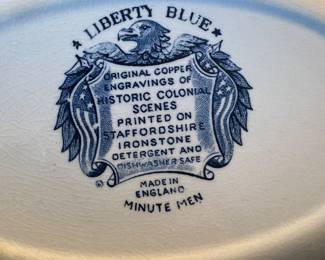 ★ LIBERTY BLUE ★
ORIGINAL COPPER
ENGRAVINGS OF
HISTORIC COLONIAL
SCENES
PRINTED ON
STAFFORDSHIRE
IRONSTONE
DETERGENT AND
DISHWASHER SAFE
©
MADE IN
ENGLAND
MINUTE MEN